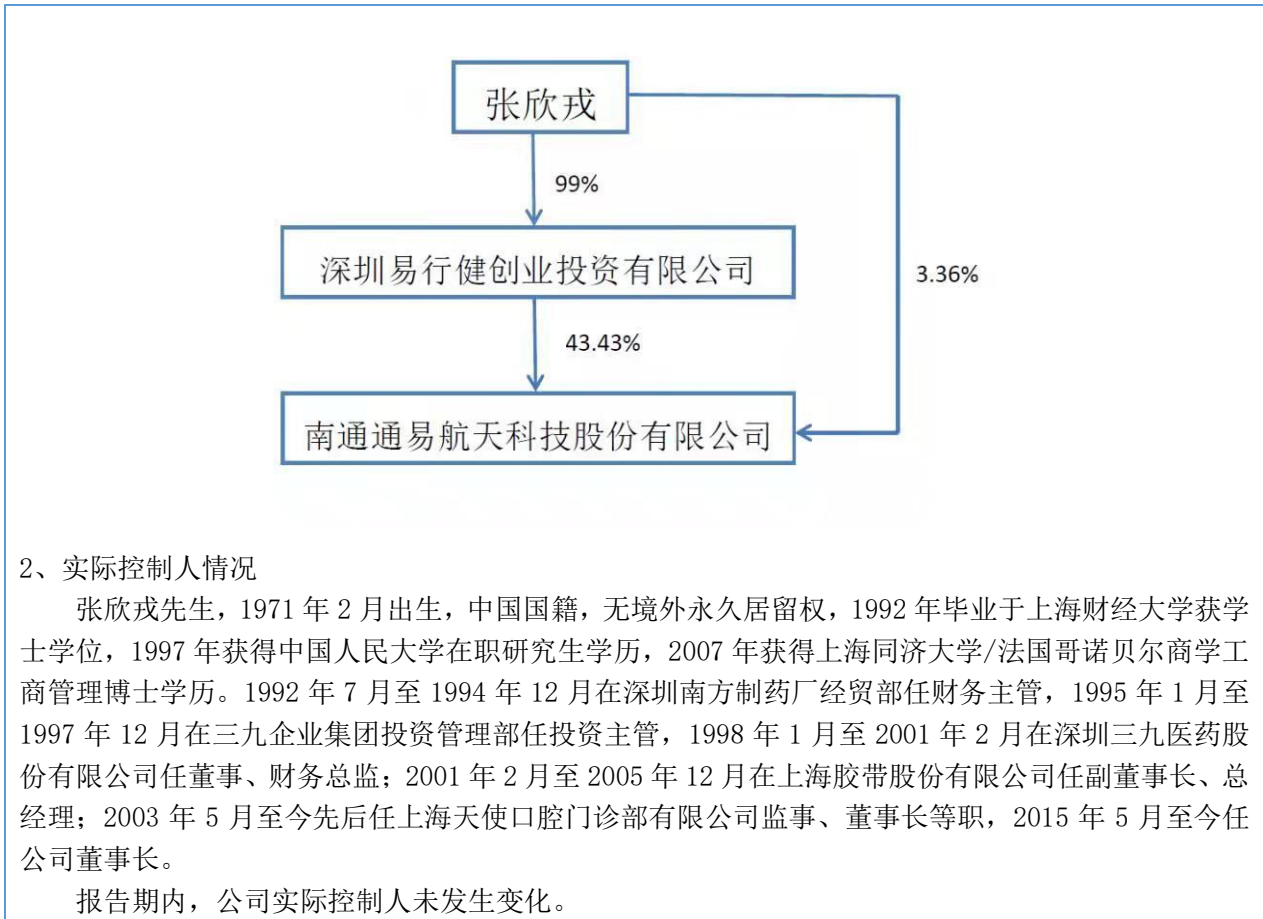 张欣戎
99%
深圳易行健创业投资有限公司
3.36%
43.43%
南通通易航天科技股份有限公司
2、实际控制人情况
张欣戎先生，1971 年 2 月出生，中国国籍，无境外永久居留权，1992 年毕业于上海财经大学获学
士学位，1997 年获得中国人民大学在职研究生学历，2007 年获得上海同济大学/法国哥诺贝尔商学工
商管理博士学历。1992 年 7 月至 1994 年 12 月在深圳南方制药厂经贸部任财务主管，1995 年 1 月至
1997 年 12 月在三九企业集团投资管理部任投资主管，1998 年 1 月至 2001 年 2 月在深圳三九医药股
份有限公司任董事、财务总监；2001 年 2 月至 2005 年 12 月在上海胶带股份有限公司任副董事长、总
经理；2003 年 5 月至今先后任上海天使口腔门诊部有限公司监事、董事长等职，2015 年 5 月至今任
公司董事长。
报告期内，公司实际控制人未发生变化。